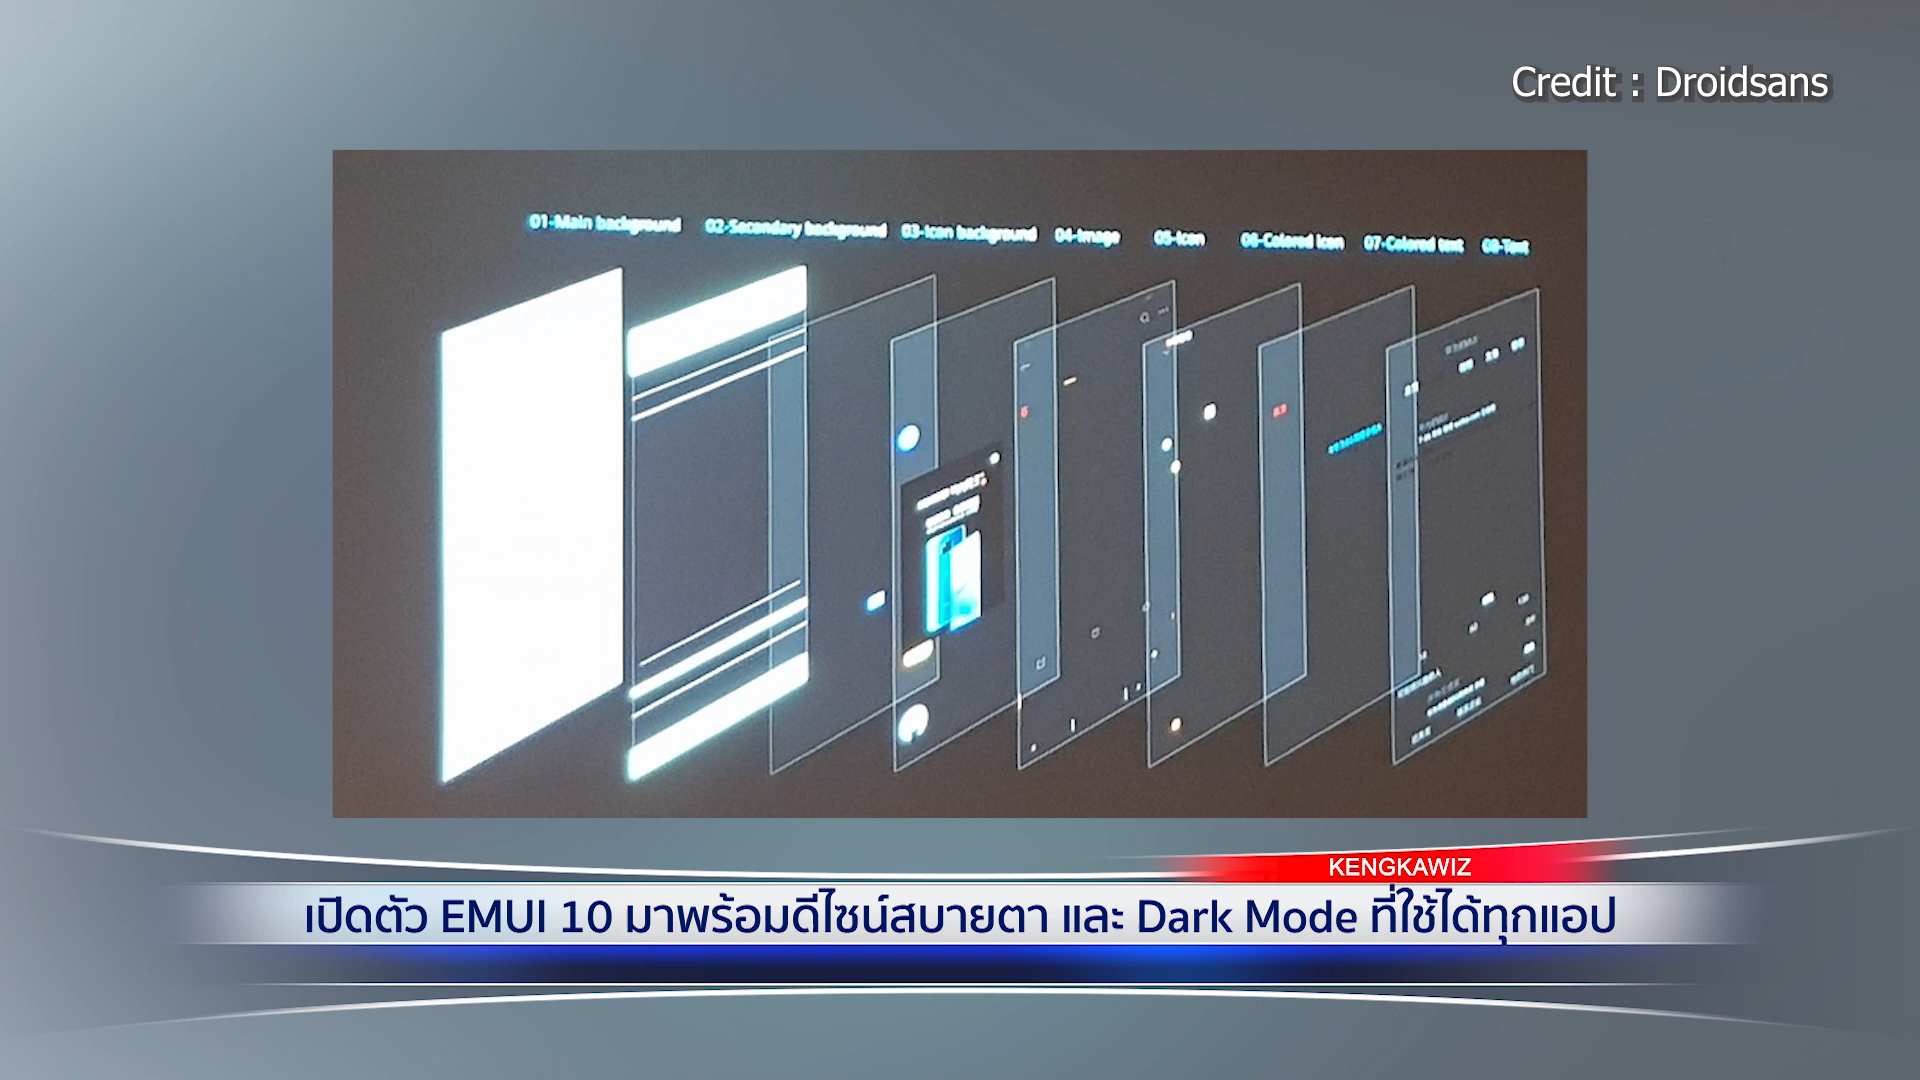 Credit : Droidsans
01-Main background 02-Secondary background 03-Icon background 04-Image 05-Icon 06-Colored icon 07-Colored text 08-Text
KENGKAWIZ
เปิดตัว EMUI 10 มาพร้อมดีไซน์สบายตา และ Dark Mode ที่ใช้ได้ทุกแอป